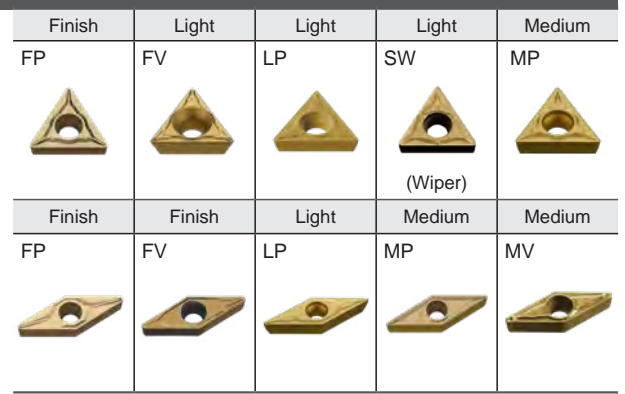 Finish Light Light Light Medium
FP FV LP SW MP
(Wiper)
Finish Finish Light Medium Medium
FP FV LP MP MV